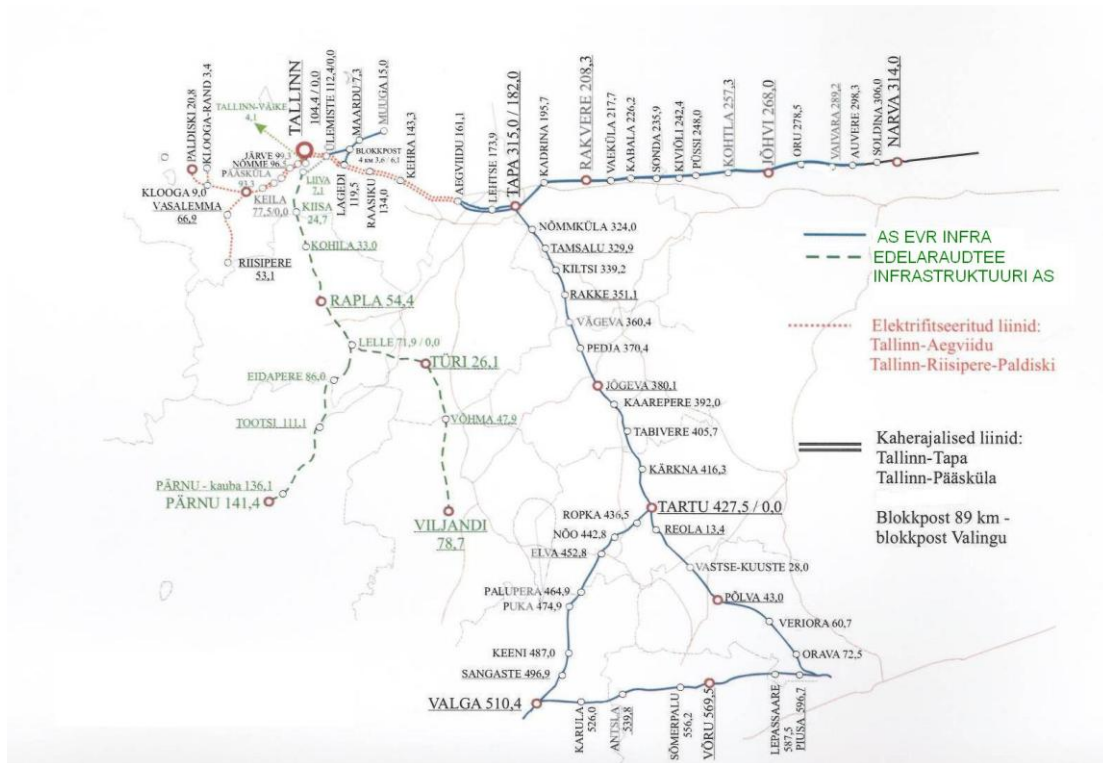 TALLINN-VÄIKE
4,1
PALDISKI 20,8
KLOOGA-RAND 3,4
TALLINN
104,4 / 0,0
ÜLEMISTE 112,4/0,0
MAARDU 7,3
MUUGA 15,0
BLOKKPOST
4 км 3,6 / 6,1
JÄRVE 99,3
NÕMME 96,5
PÄÄSKÜLA
93,3
KLOOGA 9,0
VASALEMMA
66,9
KEILA
77,5/0,0
RIISIPERE
53,1
LIIVA
7,1
KIISA
24,7
LAGEDI
119,5
RAASIKU
134,0
KEHRA 143,3
AEGVIIDU 161,1
LEHTSE 173,9
TAPA 315,0 / 182,0
KADRINA 195,7
RAKVERE 208,3
VAEKÜLA 217,7
KABALA 226,2
SONDA 235,9
KIVIÕLI 242,4
PÜSSI 248,0
KOHTLA 257,3
JÕHVI 268,0
ORU 278,5
VAIVARA 289,2
AUVERE 298,3
SOLDINA 306,0
NARVA 314,0
KOHILA 33,0
RAPLA 54,4
LELLE 71,9 / 0,0
TÜRI 26,1
EIDAPERE 86,0
VÕHMA 47,9
TOOTSI 111,1
PÄRNU - kauba 136,1
PÄRNU 141,4
VILJANDI
78,7
NÕMMKÜLA 324,0
TAMSALU 329,9
KILTSI 339,2
RAKKE 351,1
VÄGEVA 360,4
PEDJA 370,4
JÕGEVA 380,1
KAAREPERE 392,0
TABIVERE 405,7
KÄRKNA 416,3
TARTU 427,5 / 0,0
ROPKA 436,5
REOLA 13,4
NÕO 442,8
ELVA 452,8
VASTSE-KUUSTE 28,0
PALUPERA 464,9
PÕLVA 43,0
PUKA 474,9
VERIORA 60,7
KEENI 487,0
ORAVA 72,5
SANGASTE 496,9
VALGA 510,4
KARULA
526,0
ANTSLA
539,8
SÕMERPALU
556,2
VÕRU 569,5
LEPASSAARE
587,5
PIUSA 596,7
AS EVR INFRA
EDELARAUDTEE
INFRASTRUKTUURI AS
Elektrifitseeritud liinid:
Tallinn-Aegviidu
Tallinn-Riisipere-Paldiski
Kaherajalised liinid:
Tallinn-Tapa
Tallinn-Pääsküla
Blokkpost 89 km -
blokkpost Valingu